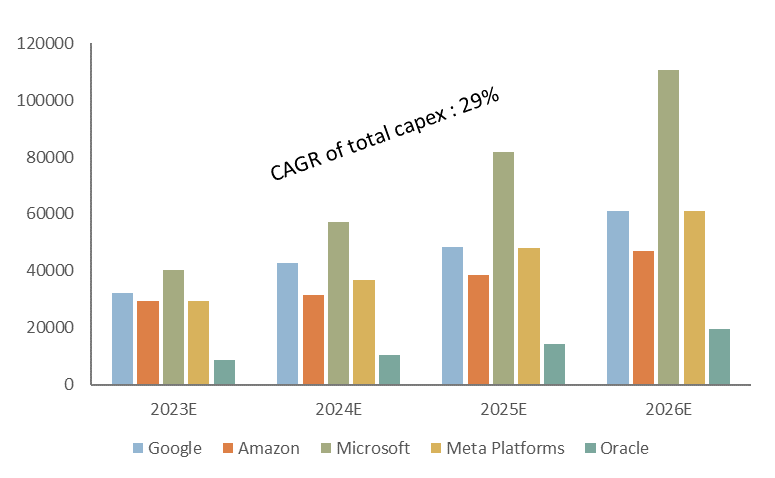 120000
100000
80000
60000
40000
20000
0
CAGR of total capex : 29%
2023E 2024E 2025E 2026E
Google Amazon Microsoft Meta Platforms Oracle